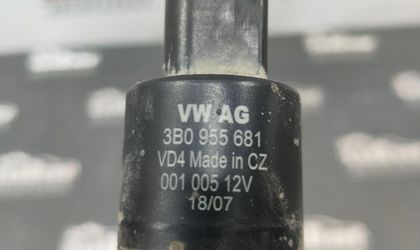 VW AG
3B0 955 681
VD4 Made in CZ
001 005 12V
18/07